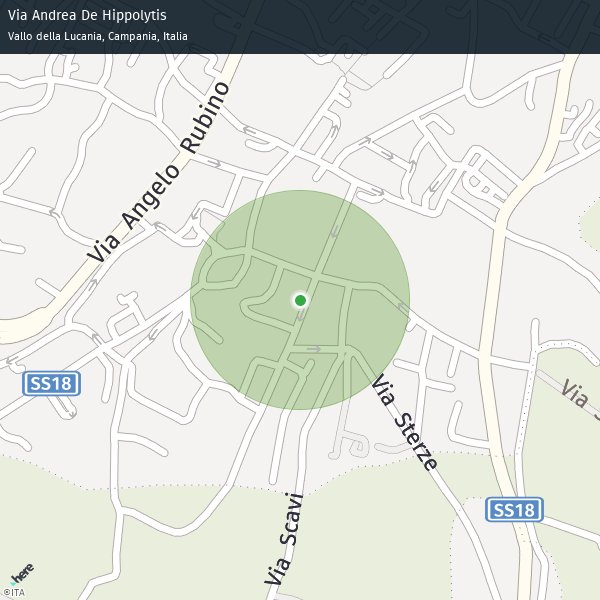 Via Andrea De Hippolytis
Vallo della Lucania, Campania, Italia
Via Angelo Rubino
SS18
Via Sterze
Via S
SS18
Via Scavi
here
©ITA